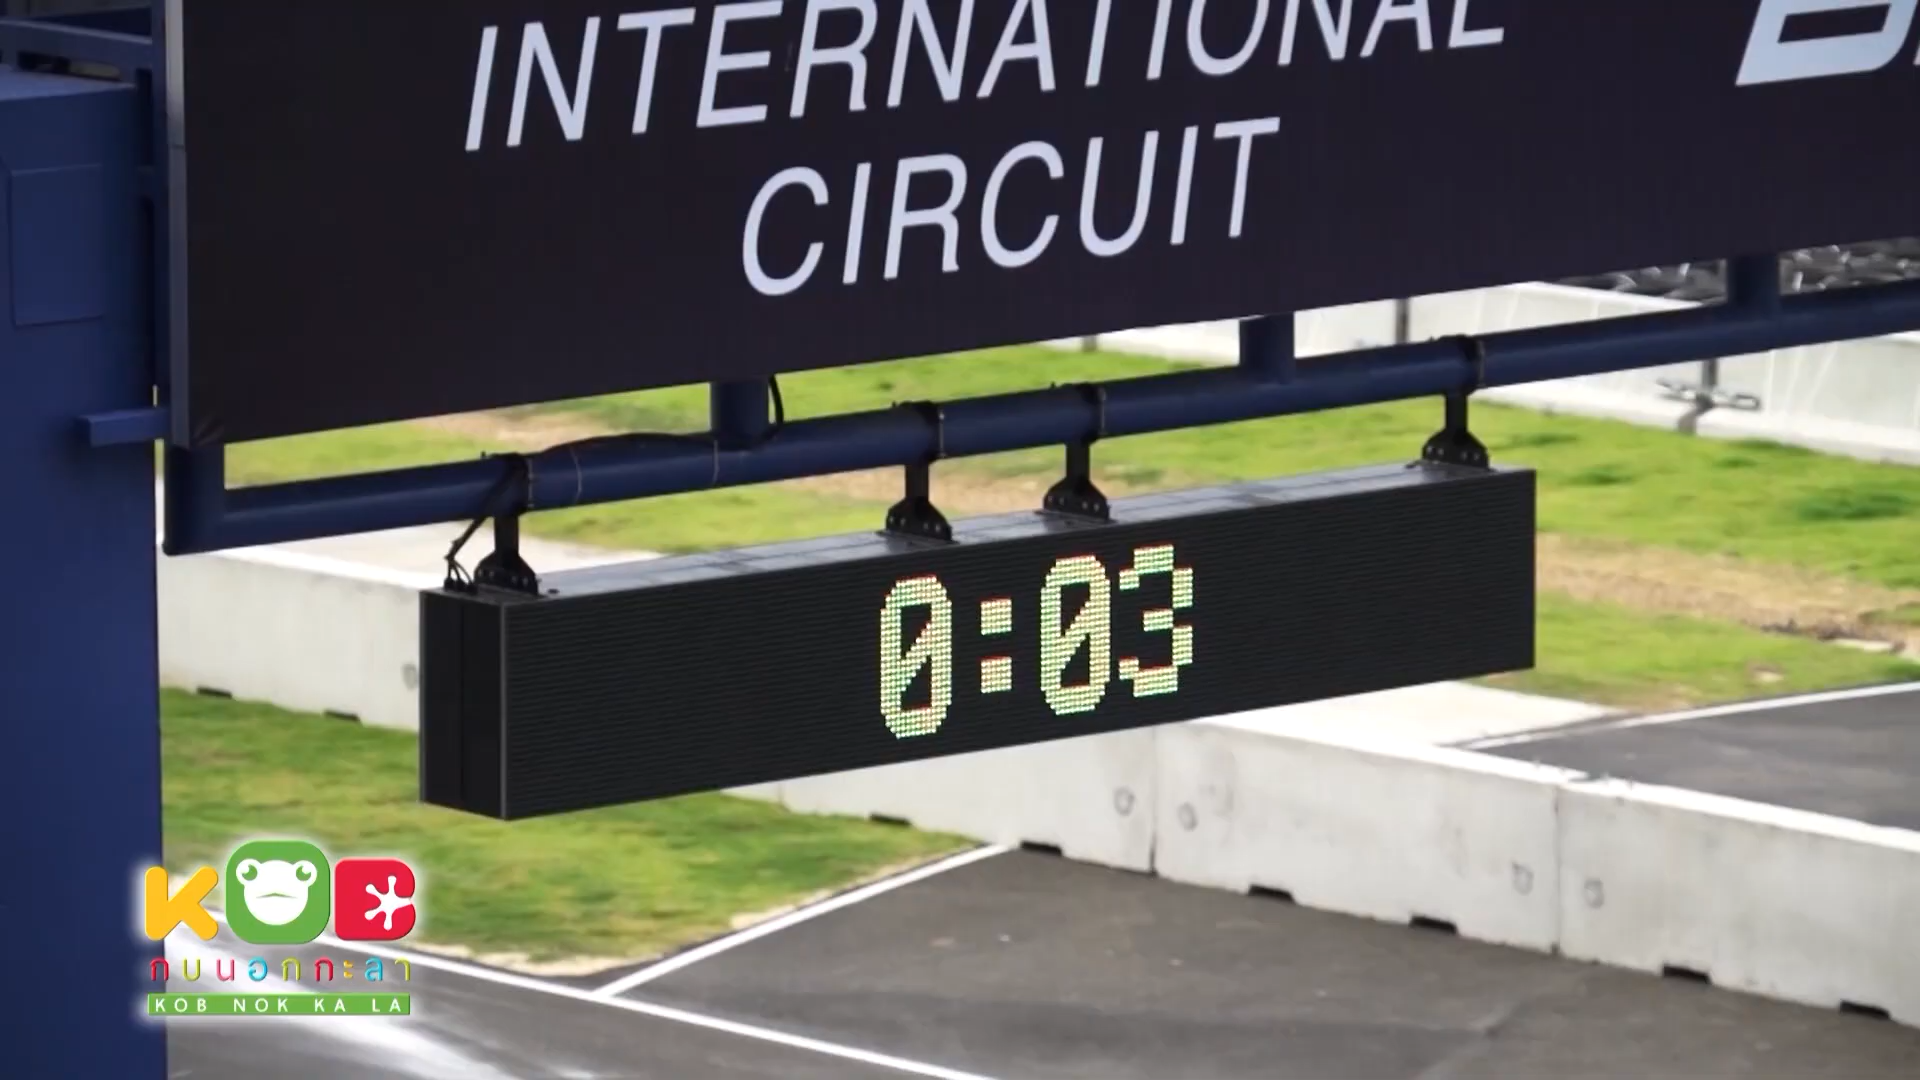 INTERNATIONAL
CIRCUIT
0:03
KOB
กบนอกกะลา
KOB NOK KA LA